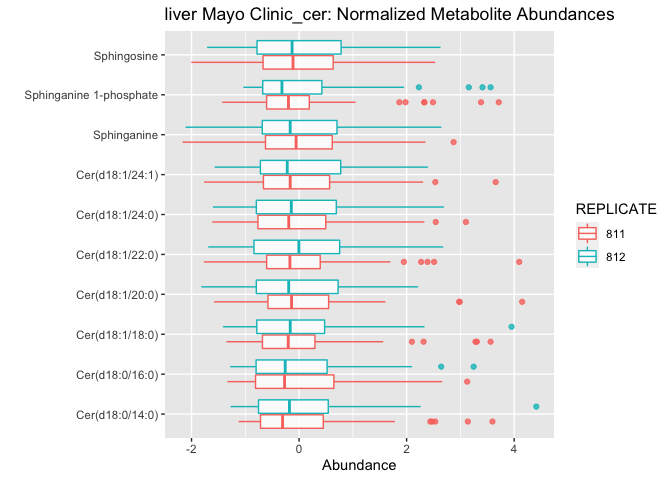 liver Mayo Clinic_cer: Normalized Metabolite Abundances
Sphingosine
Sphinganine 1-phosphate
Sphinganine
Cer(d18:1/24:1)
Cer(d18:1/24:0)
Cer(d18:1/22:0)
Cer(d18:1/20:0)
Cer(d18:1/18:0)
Cer(d18:0/16:0)
Cer(d18:0/14:0)
-2 0 2 4
Abundance
REPLICATE
811
812